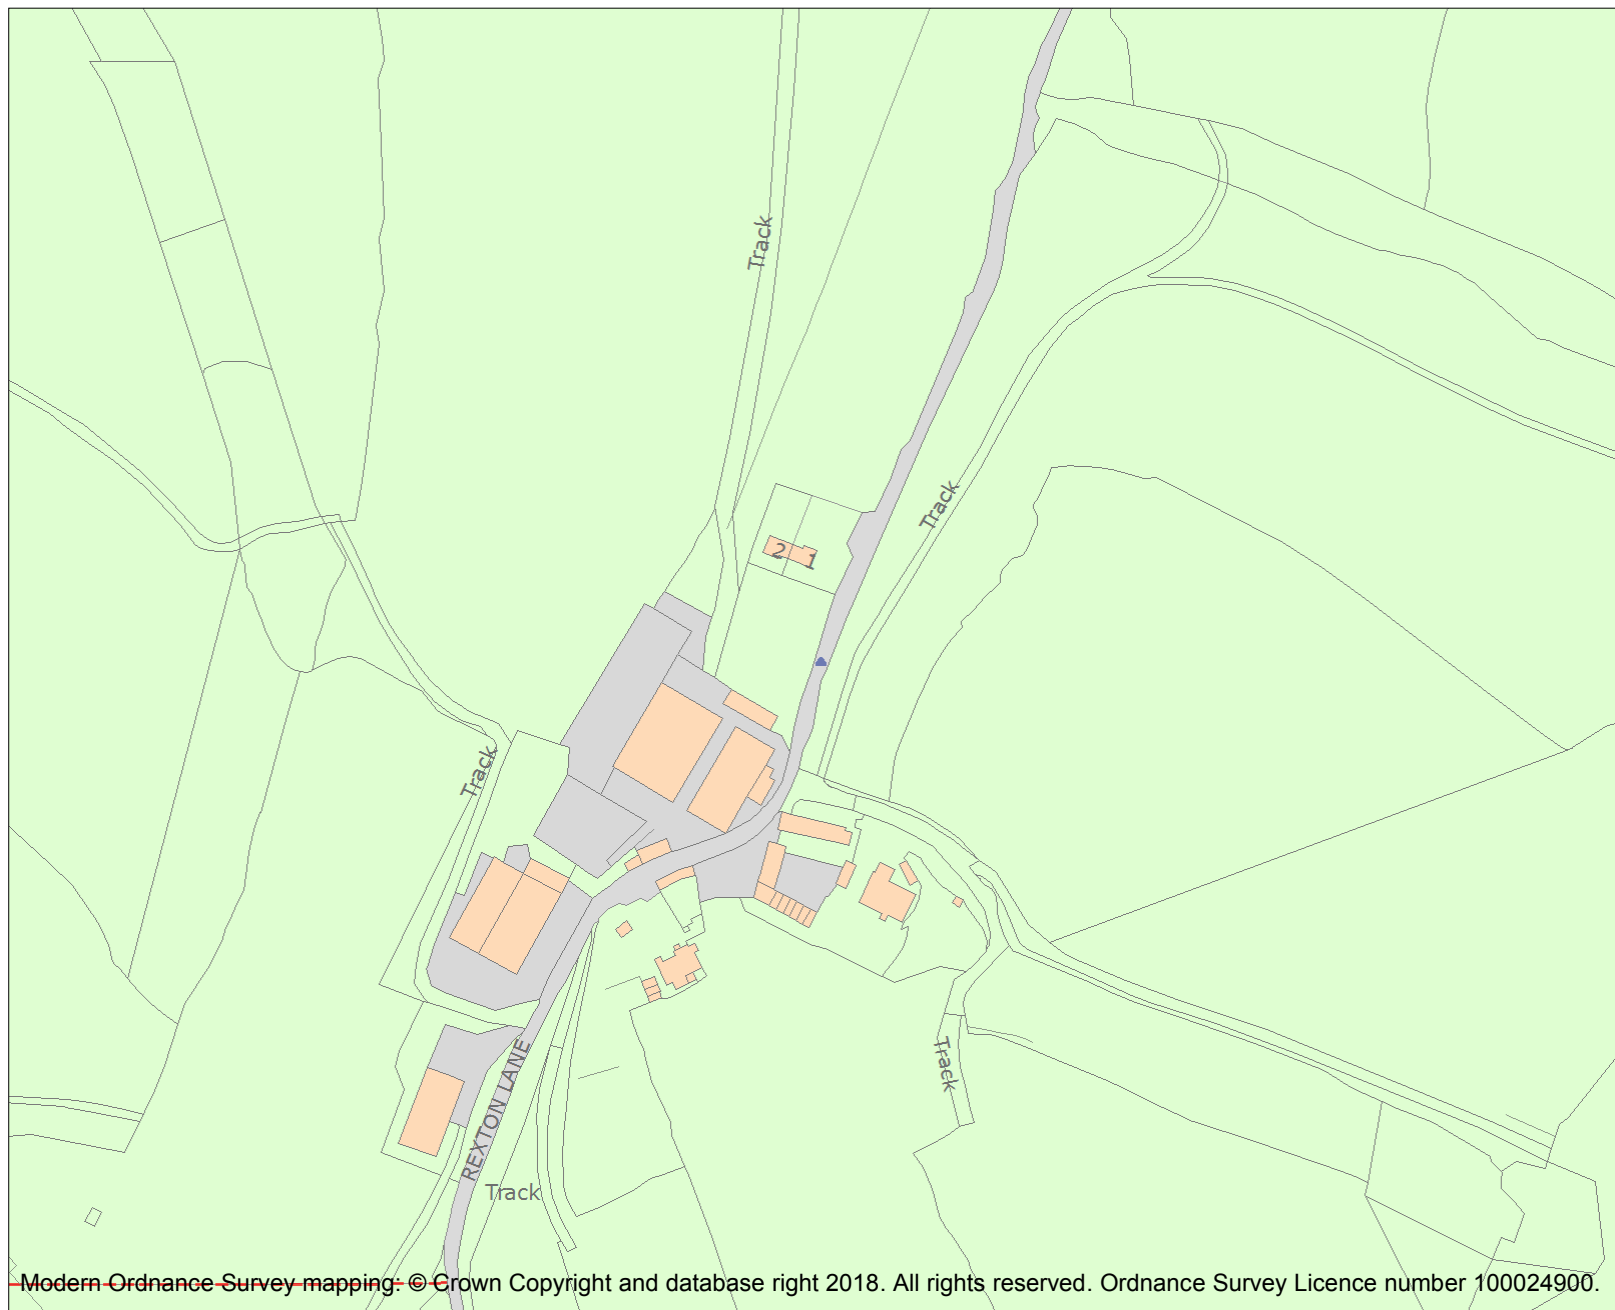 Track
Track
2
1
Track
Track
REXTON LANE
Track
Modern Ordnance Survey mapping: © Crown Copyright and database right 2018. All rights reserved. Ordnance Survey Licence number 100024900.